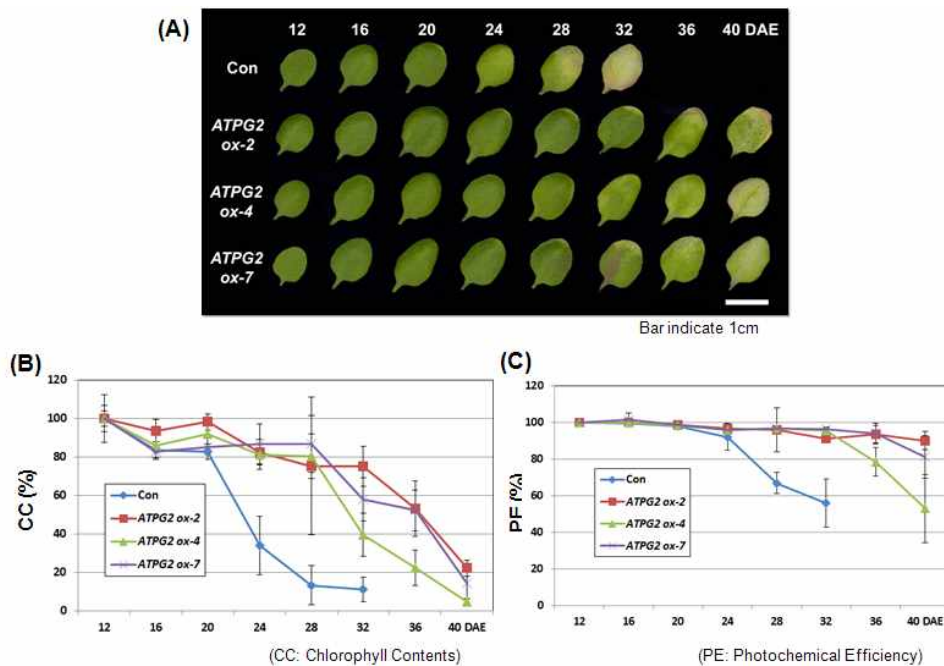 (A)
12 16 20 24 28 32 36 40 DAE
Con
ATPG2
ox-2
ATPG2
ox-4
ATPG2
ox-7
Bar indicate 1cm
(B)
CC (%)
120
100
80
60
40
20
0
Con
ATPG2 ox-2
ATPG2 ox-4
ATPG2 ox-7
12 16 20 24 28 32 36 40 DAE
(CC: Chlorophyll Contents)
(C)
PF (%)
120
100
80
60
40
20
0
Con
ATPG2 ox-2
ATPG2 ox-4
ATPG2 ox-7
12 16 20 24 28 32 36 40 DAE
(PE: Photochemical Efficiency)